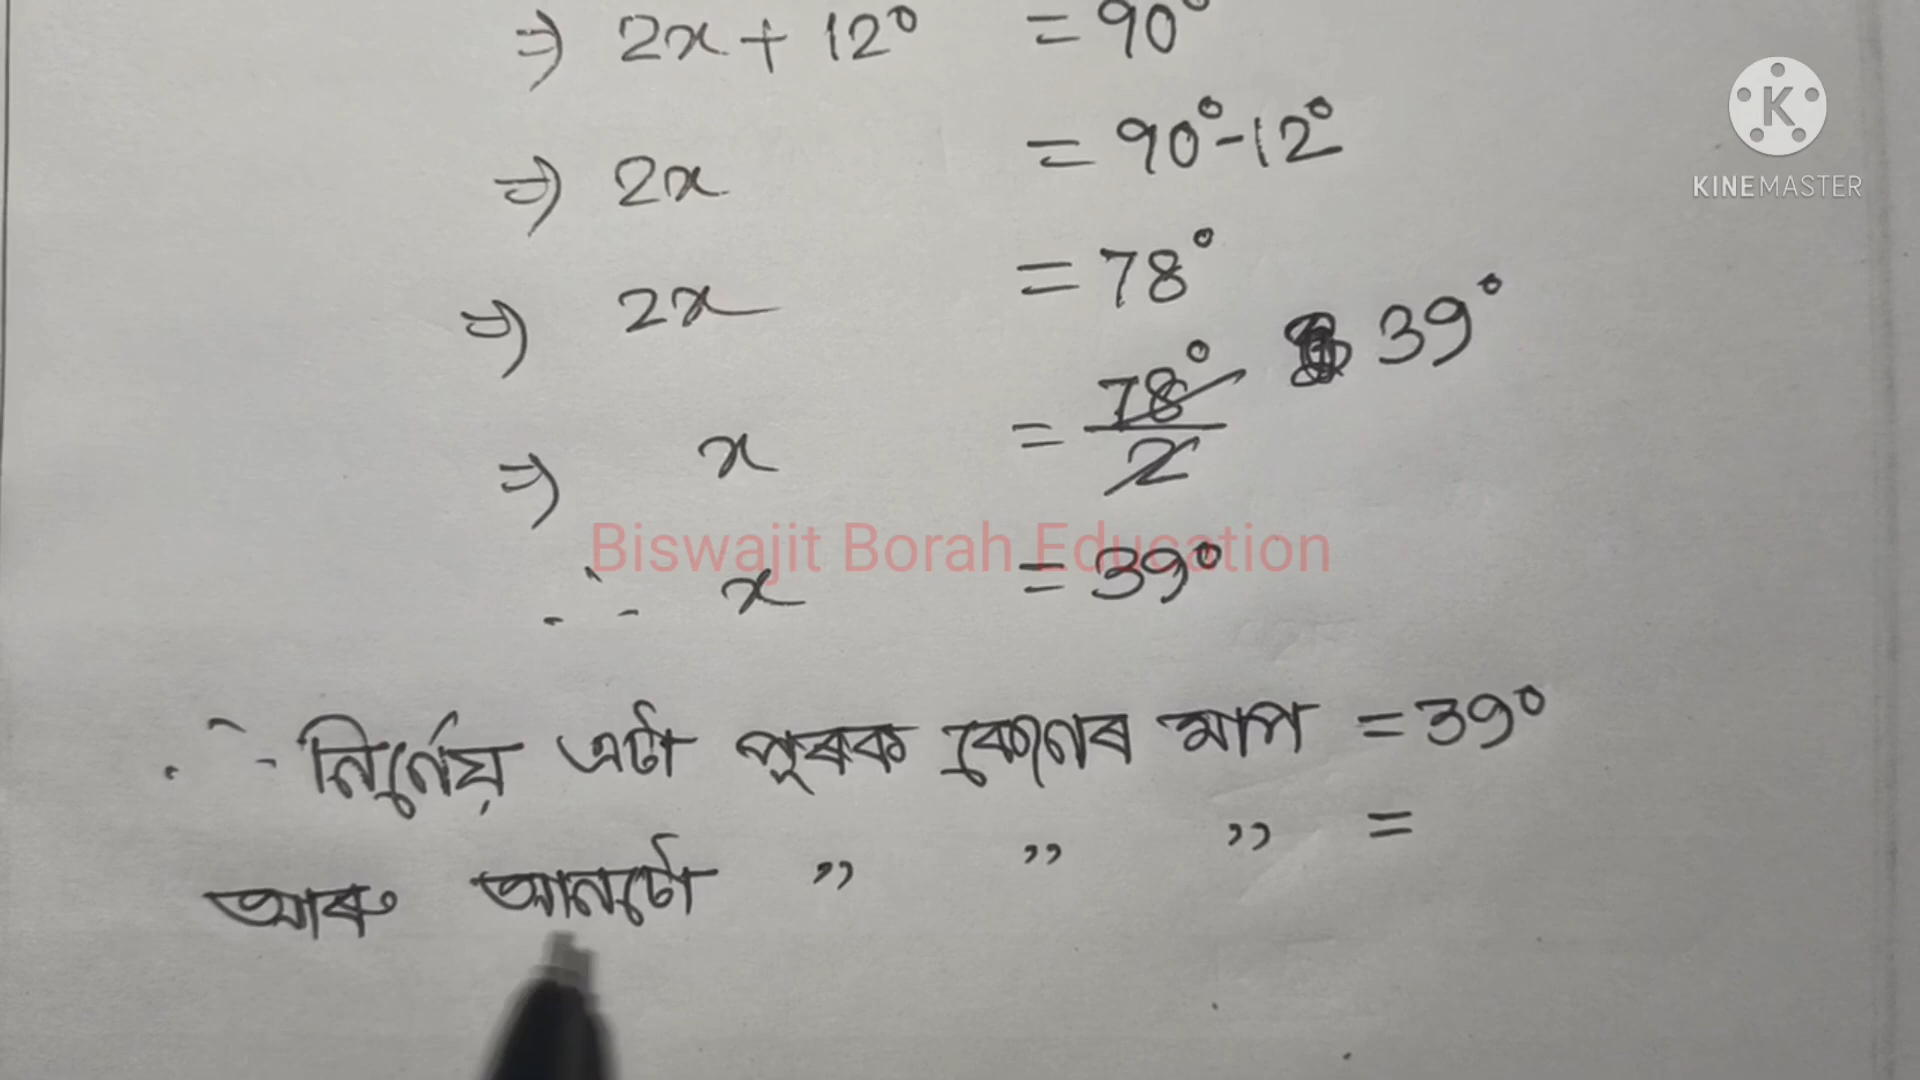 ⇒ 2x + 12° = 90°
⇒ 2x = 90° - 12°
⇒ 2x = 78°
⇒ x = 78°/2 39°
∴ x = 39°
∴ নিৰ্ণেয় এটা পূৰক কোণৰ মাপ = 39°
আৰু আনটো ,, ,, ,, =
Biswajit Borah Education
K
KINEMASTER